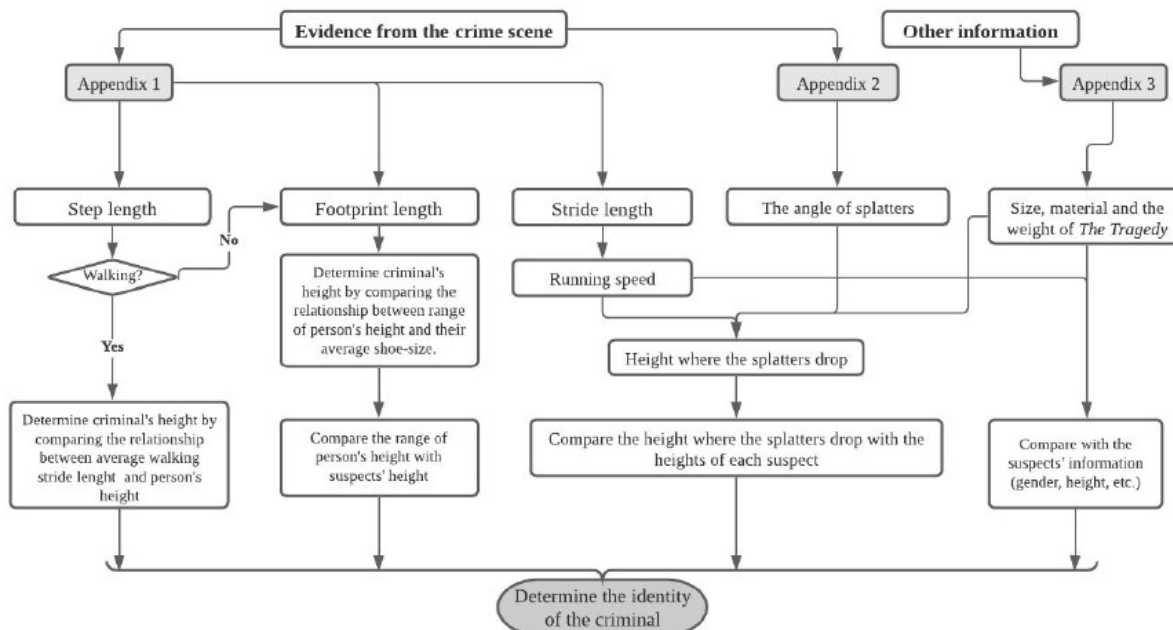 Evidence from the crime scene
Other information
Appendix 1
Appendix 2
Appendix 3
Step length
Footprint length
Stride length
The angle of splatters
Size, material and the
weight of The Tragedy
No
Walking?
Determine criminal's
height by comparing the
relationship between range
of person's height and their
average shoe-size.
Running speed
Yes
Height where the splatters drop
Determine criminal's height by
comparing the relationship
between average walking
stride lenght and person's
height
Compare the range of
person's height with
suspects' height
Compare the height where the splatters drop with the
heights of each suspect
Compare with the
suspects' information
(gender, height, etc.)
Determine the identity
of the criminal